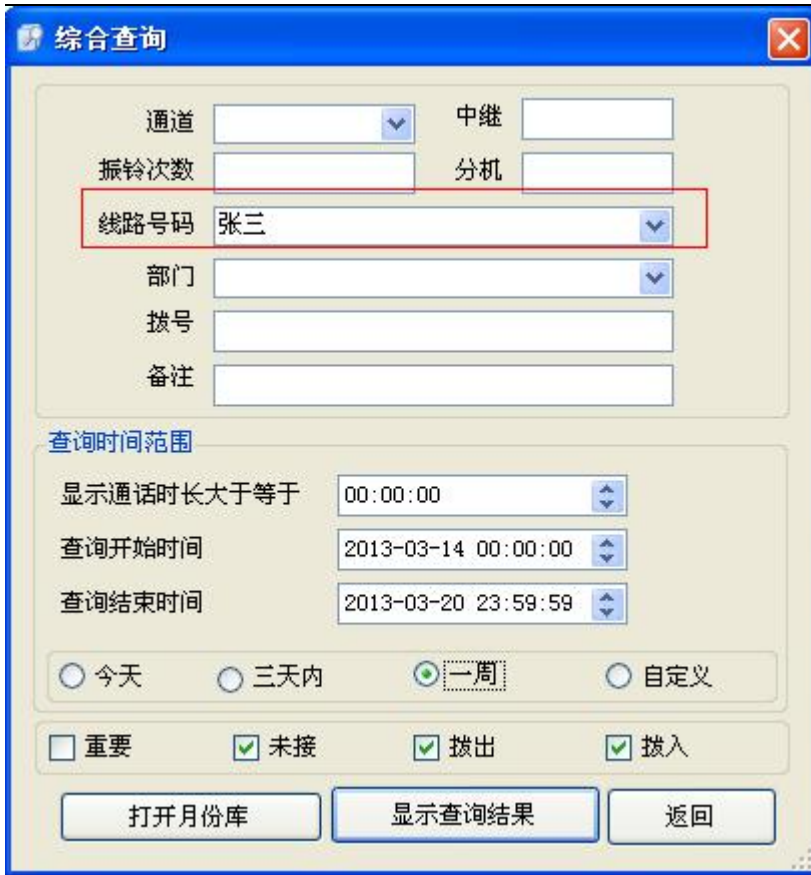 综合查询
通道 中继
振铃次数 分机
线路号码 张三
部门
拨号
备注
查询时间范围
显示通话时长大于等于 00:00:00
查询开始时间 2013-03-14 00:00:00
查询结束时间 2013-03-20 23:59:59
今天 三天内 一周 自定义
重要 未接 拨出 拨入
打开月份库 显示查询结果 返回